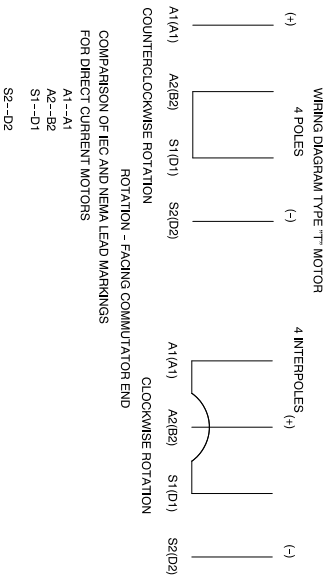 WIRING DIAGRAM TYPE "T" MOTOR
4 POLES 4 INTERPOLES
(+) (-) (+) (-)
A1(A1) A2(B2) S1(D1) S2(D2) A1(A1) A2(B2) S1(D1) S2(D2)
COUNTERCLOCKWISE ROTATION CLOCKWISE ROTATION
ROTATION - FACING COMMUTATOR END
COMPARISON OF IEC AND NEMA LEAD MARKINGS
FOR DIRECT CURRENT MOTORS
A1--A1
A2--B2
S1--D1
S2--D2